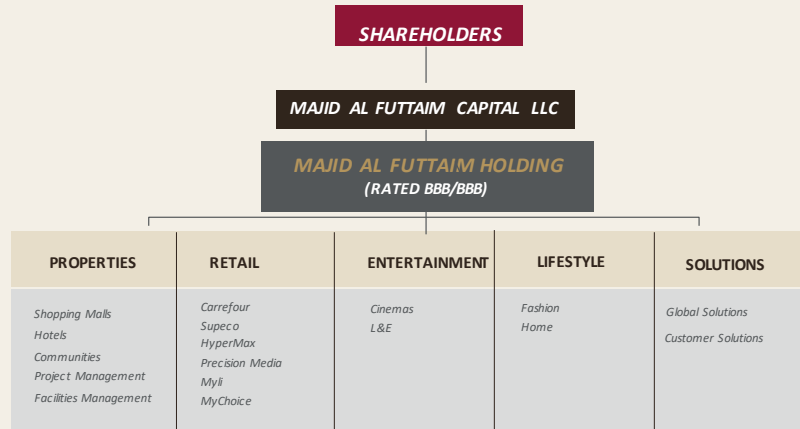 SHAREHOLDERS
MAJID AL FUTTAIM CAPITAL LLC
MAJID AL FUTTAIM HOLDING
(RATED BBB/BBB)
PROPERTIES
Shopping Malls
Hotels
Communities
Project Management
Facilities Management
RETAIL
Carrefour
Supeco
HyperMax
Precision Media
Myli
MyChoice
ENTERTAINMENT
Cinemas
L&E
LIFESTYLE
Fashion
Home
SOLUTIONS
Global Solutions
Customer Solutions